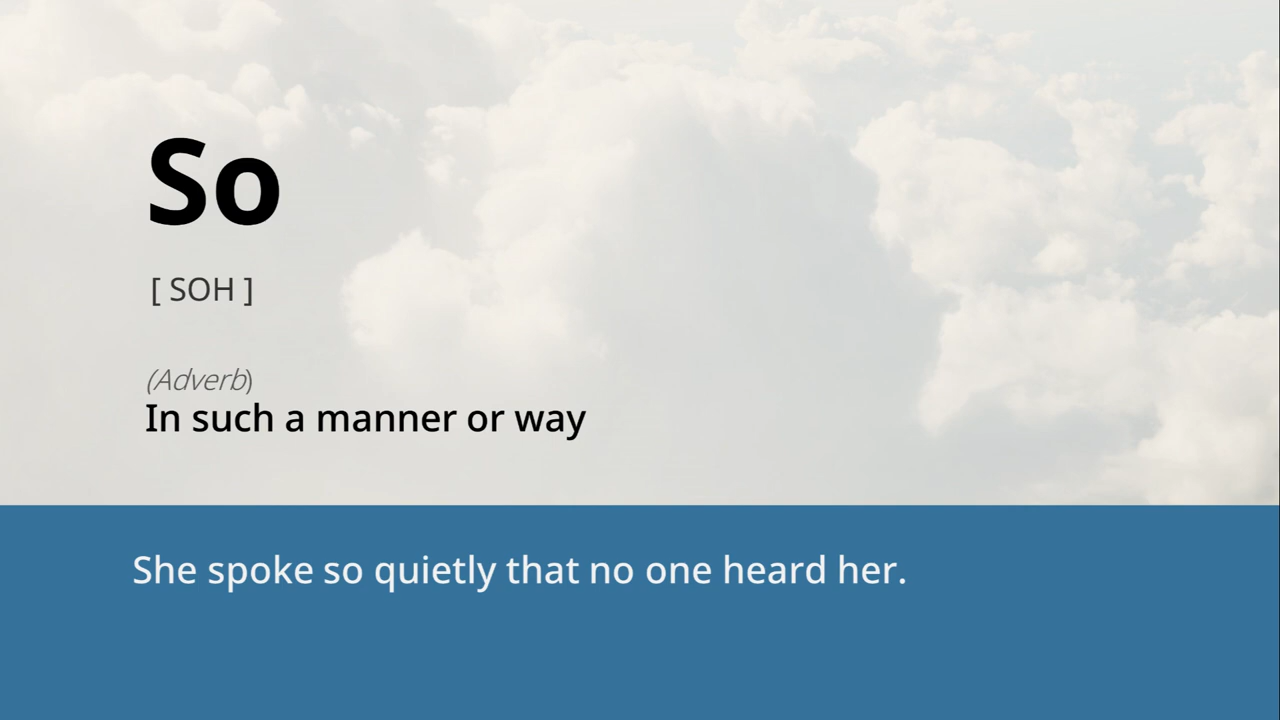 So
[ SOH ]
(Adverb)
In such a manner or way
She spoke so quietly that no one heard her.